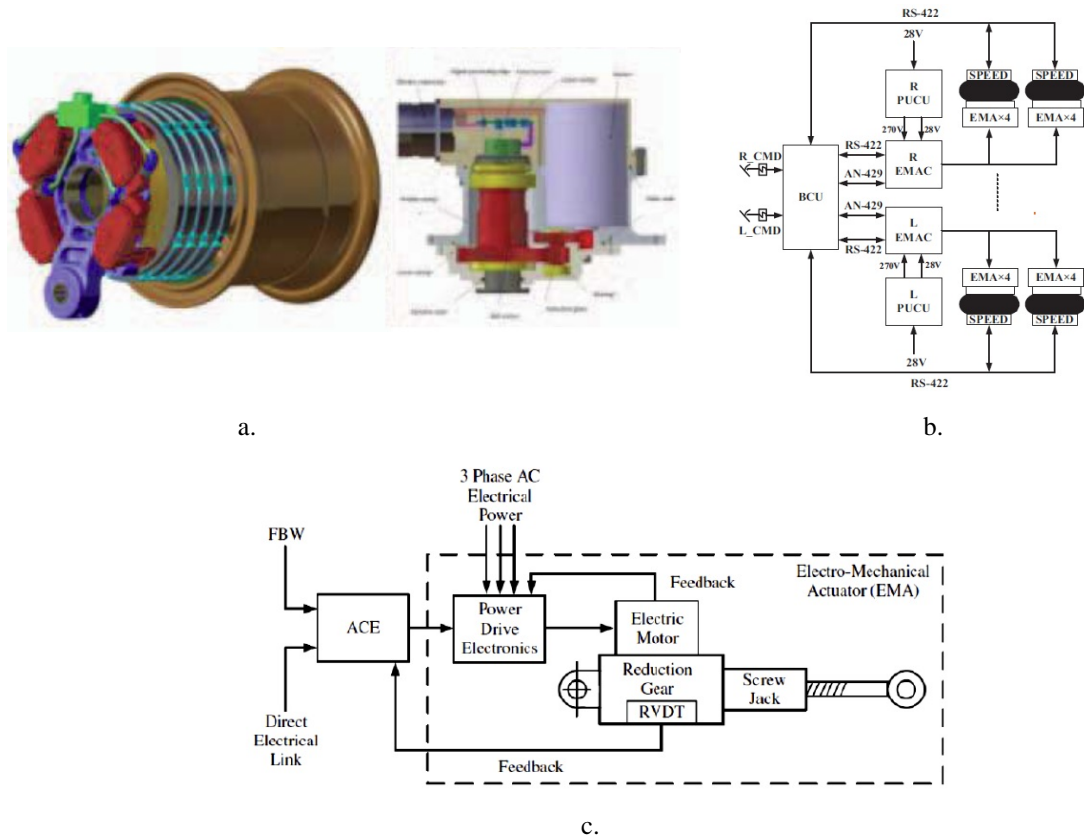 a.
RS-422
28V
R
PUCU
SPEED
SPEED
EMA×4
EMA×4
270V
28V
RS-422
R
EMAC
R_CMD
AN-429
BCU
AN-429
L_CMD
L
EMAC
RS-422
270V
28V
EMA×4
EMA×4
L
PUCU
SPEED
SPEED
28V
RS-422
b.
3 Phase AC
Electrical
Power
FBW
Feedback
Electro-Mechanical
Actuator (EMA)
ACE
Power
Drive
Electronics
Electric
Motor
Reduction
Gear
Screw
Jack
RVDT
Direct
Electrical
Link
Feedback
c.